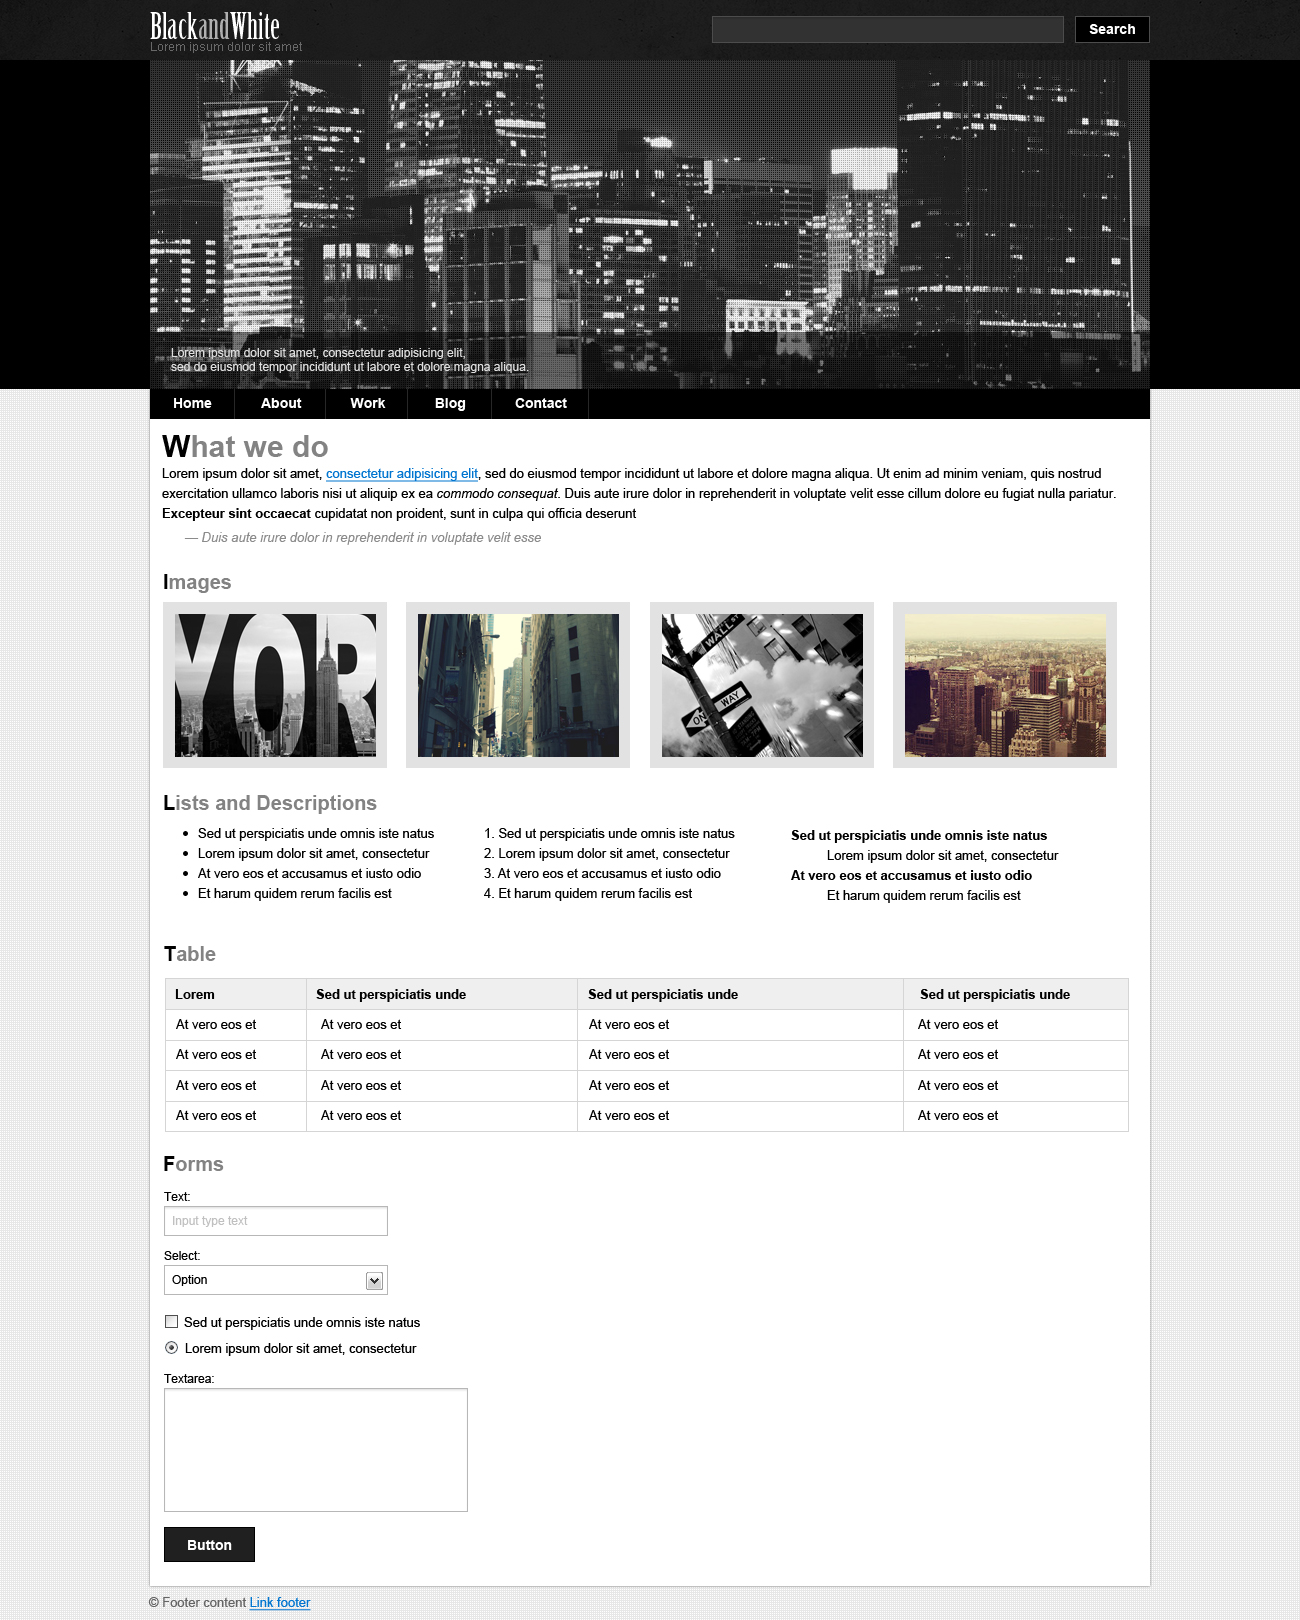 BlackandWhite
Lorem ipsum dolor sit amet
Search
Lorem ipsum dolor sit amet, consectetur adipisicing elit,
sed do eiusmod tempor incididunt ut labore et dolore magna aliqua.
Home About Work Blog Contact
What we do
Lorem ipsum dolor sit amet, consectetur adipisicing elit, sed do eiusmod tempor incididunt ut labore et dolore magna aliqua. Ut enim ad minim veniam, quis nostrud
exercitation ullamco laboris nisi ut aliquip ex ea commodo consequat. Duis aute irure dolor in reprehenderit in voluptate velit esse cillum dolore eu fugiat nulla pariatur.
Excepteur sint occaecat cupidatat non proident, sunt in culpa qui officia deserunt
— Duis aute irure dolor in reprehenderit in voluptate velit esse
Images
YOR
WALL ST
ONE WAY
Lists and Descriptions
• Sed ut perspiciatis unde omnis iste natus
• Lorem ipsum dolor sit amet, consectetur
• At vero eos et accusamus et iusto odio
• Et harum quidem rerum facilis est
1. Sed ut perspiciatis unde omnis iste natus
2. Lorem ipsum dolor sit amet, consectetur
3. At vero eos et accusamus et iusto odio
4. Et harum quidem rerum facilis est
Sed ut perspiciatis unde omnis iste natus
Lorem ipsum dolor sit amet, consectetur
At vero eos et accusamus et iusto odio
Et harum quidem rerum facilis est
Table
Lorem Sed ut perspiciatis unde Sed ut perspiciatis unde Sed ut perspiciatis unde
At vero eos et At vero eos et At vero eos et At vero eos et
At vero eos et At vero eos et At vero eos et At vero eos et
At vero eos et At vero eos et At vero eos et At vero eos et
At vero eos et At vero eos et At vero eos et At vero eos et
Forms
Text:
Input type text
Select:
Option
Sed ut perspiciatis unde omnis iste natus
Lorem ipsum dolor sit amet, consectetur
Textarea:
Button
© Footer content Link footer